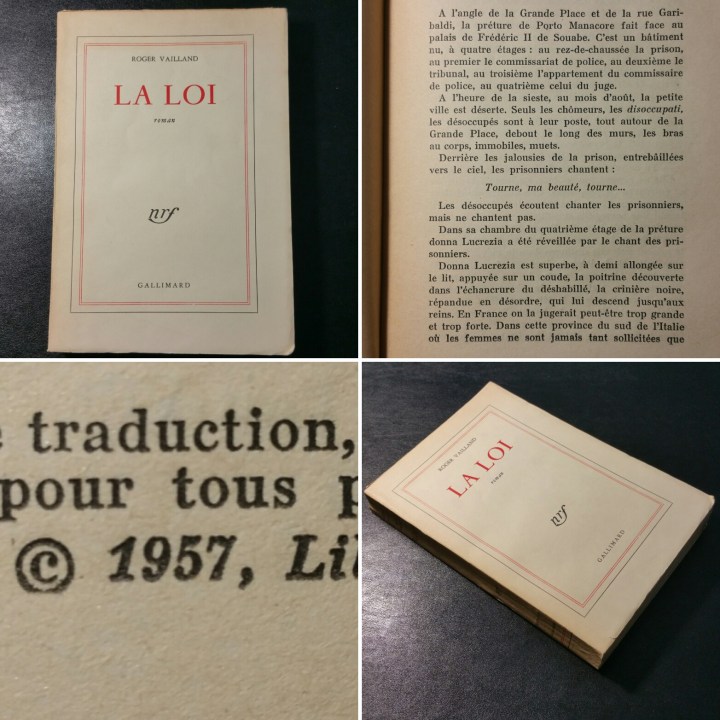 ROGER VAILLAND
LA LOI
roman
nrf
GALLIMARD
A l'angle de la Grande Place et de la rue Gari-
baldi, la préture de Porto Manacore fait face au
palais de Frédéric II de Souabe. C'est un bâtiment
nu, à quatre étages : au rez-de-chaussée la prison,
au premier le commissariat de police, au deuxième le
tribunal, au troisième l'appartement du commissaire
de police, au quatrième celui du juge.
A l'heure de la sieste, au mois d'août, la petite
ville est déserte. Seuls les chômeurs, les disoccupati,
les désoccupés sont à leur poste, tout autour de la
Grande Place, debout le long des murs, les bras
au corps, immobiles, muets.
Derrière les jalousies de la prison, entrebâillées
vers le ciel, les prisonniers chantent :
Tourne, ma beauté, tourne...
Les désoccupés écoutent chanter les prisonniers,
mais ne chantent pas.
Dans sa chambre du quatrième étage de la préture
donna Lucrezia a été réveillée par le chant des pri-
sonniers.
Donna Lucrezia est superbe, à demi allongée sur
le lit, appuyée sur un coude, la poitrine découverte
dans l'échancrure du déshabillé, la crinière noire,
répandue en désordre, qui lui descend jusqu'aux
reins. En France on la jugerait peut-être trop grande
et trop forte. Dans cette province du sud de l'Italie
où les femmes ne sont jamais tant sollicitées que
traduction,
pour tous
© 1957,
ROGER VAILLAND
LA LOI
roman
nrf
GALLIMARD